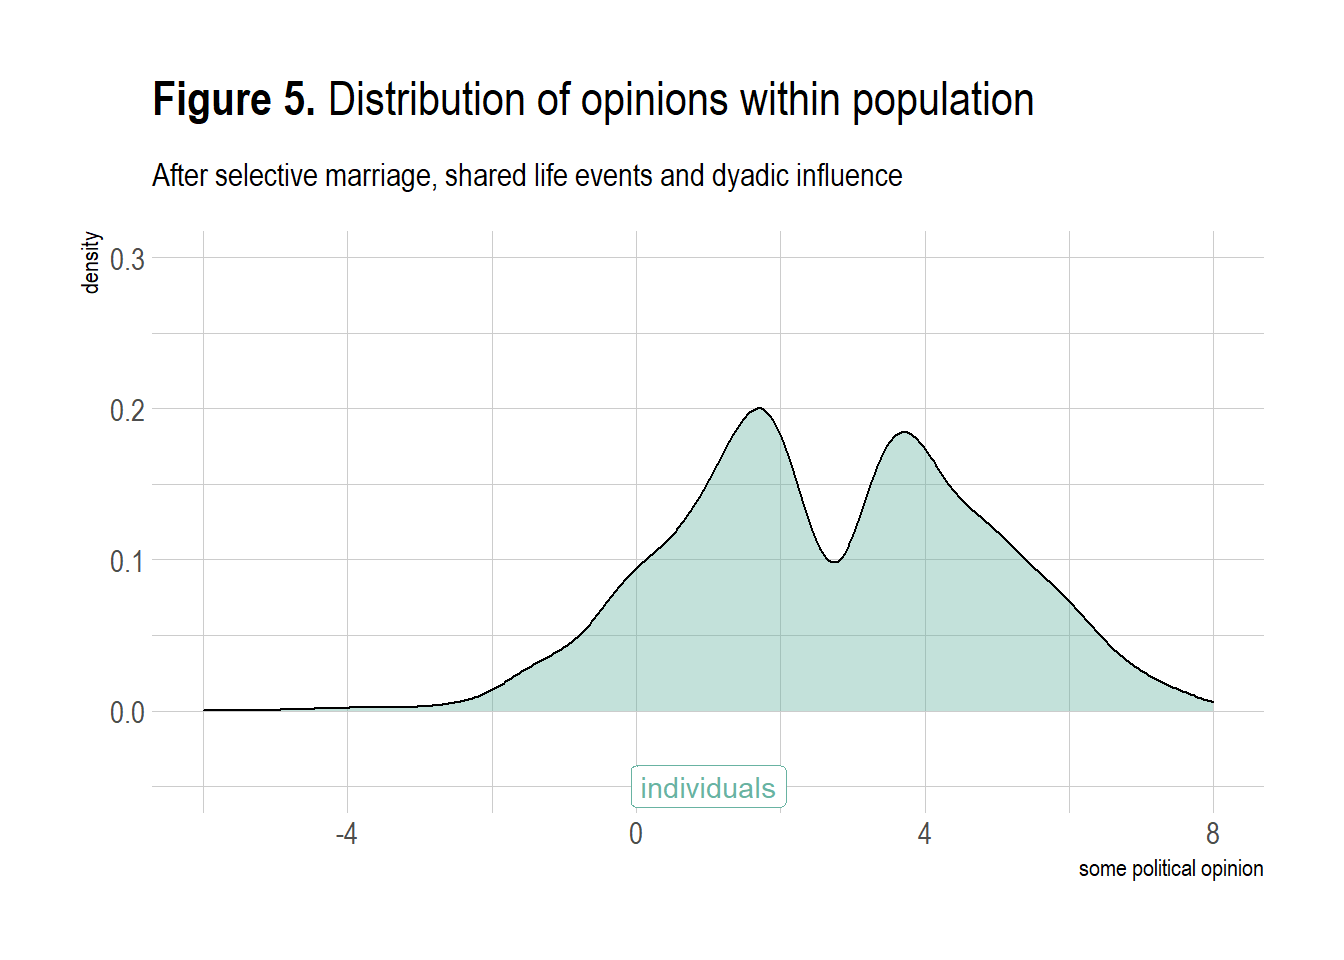 Figure 5. Distribution of opinions within population
After selective marriage, shared life events and dyadic influence
density
0.3
0.2
0.1
0.0
individuals
-4 0 4 8
some political opinion